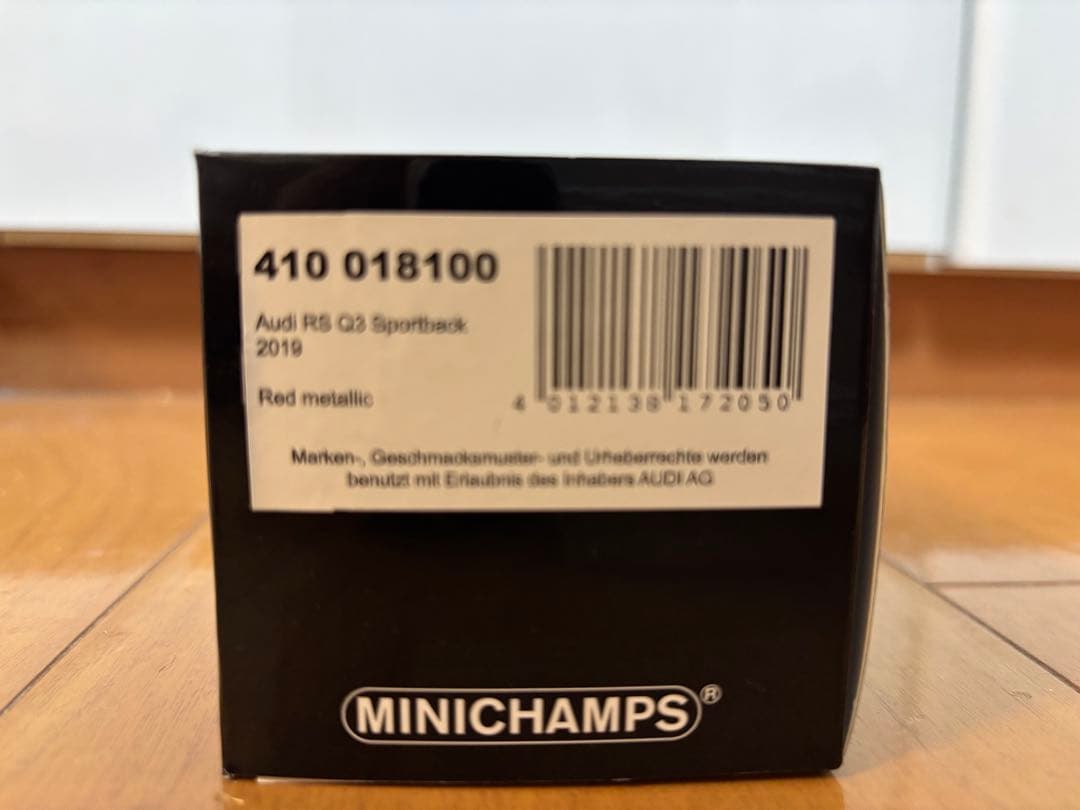 410 018100
Audi RS Q3 Sportback
2019
Red metallic
4 012138 172050
Marken-, Geschmacksmuster- und Urheberrechte werden
benutzt mit Erlaubnis des Inhabers AUDI AG
MINICHAMPS®